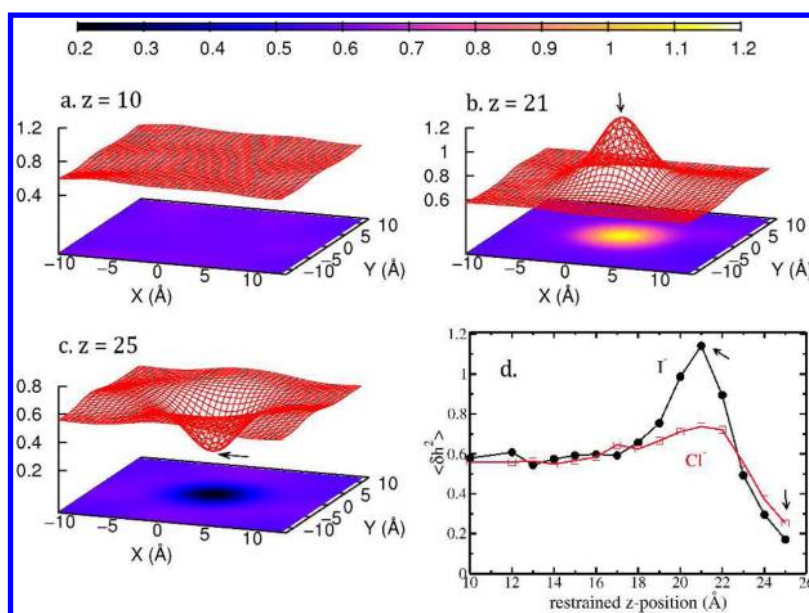 0.2 0.3 0.4 0.5 0.6 0.7 0.8 0.9 1 1.1 1.2
a. z = 10
1.2
0.8
0.4
−10 −5 0 5 10
X (Å)
−10 −5 0 5 10
Y (Å)
b. z = 21
1.2
1
0.8
0.6
−10 −5 0 5 10
X (Å)
−10 −5 0 5 10
Y (Å)
c. z = 25
0.8
0.6
0.4
0.2
−10 −5 0 5 10
X (Å)
−10 −5 0 5 10
Y (Å)
d.
1.2
1
0.8
0.6
0.4
0.2
0
<δh²>
I⁻
Cl⁻
10 12 14 16 18 20 22 24 26
restrained z-position (Å)